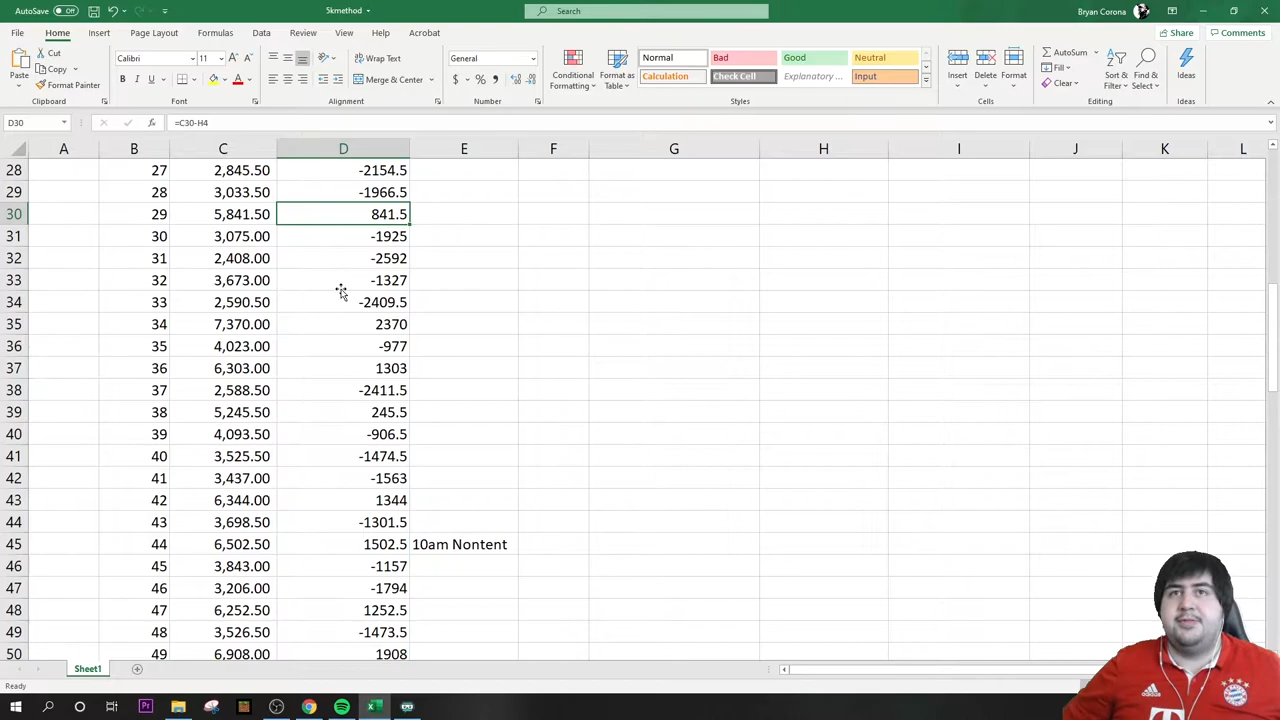 AutoSave Off 5kmethod Search Bryan Corona
File Home Insert Page Layout Formulas Data Review View Help Acrobat Share Comments
Paste Cut Copy Format Painter Clipboard
Calibri 11 B I U Font
Wrap Text Merge & Center Alignment
General $ % Number
Conditional Formatting Format as Table
Normal Bad Good Neutral
Calculation Check Cell Explanatory ... Input
Styles
Insert Delete Format Cells
AutoSum Fill Clear Sort & Filter Find & Select Editing
Ideas Ideas
D30 fx =C30-H4
A B C D E F G H I J K L
28 27 2,845.50 -2154.5
29 28 3,033.50 -1966.5
30 29 5,841.50 841.5
31 30 3,075.00 -1925
32 31 2,408.00 -2592
33 32 3,673.00 -1327
34 33 2,590.50 -2409.5
35 34 7,370.00 2370
36 35 4,023.00 -977
37 36 6,303.00 1303
38 37 2,588.50 -2411.5
39 38 5,245.50 245.5
40 39 4,093.50 -906.5
41 40 3,525.50 -1474.5
42 41 3,437.00 -1563
43 42 6,344.00 1344
44 43 3,698.50 -1301.5
45 44 6,502.50 1502.5 10am Nontent
46 45 3,843.00 -1157
47 46 3,206.00 -1794
48 47 6,252.50 1252.5
49 48 3,526.50 -1473.5
50 49 6,908.00 1908
Sheet1
Ready
Pr
T